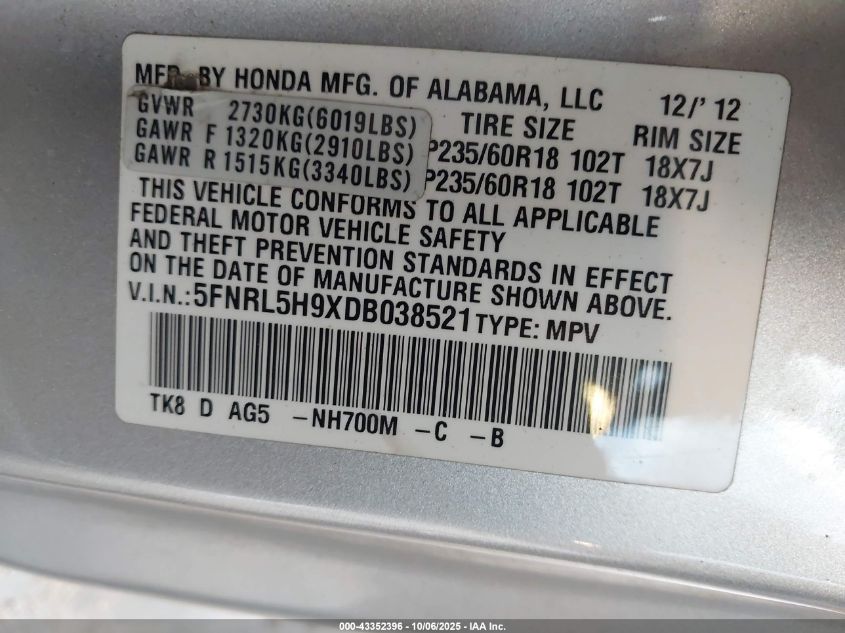 MFD. BY HONDA MFG. OF ALABAMA, LLC 12/' 12
GVWR 2730KG(6019LBS) TIRE SIZE RIM SIZE
GAWR F 1320KG(2910LBS) P235/60R18 102T 18X7J
GAWR R 1515KG(3340LBS) P235/60R18 102T 18X7J
THIS VEHICLE CONFORMS TO ALL APPLICABLE
FEDERAL MOTOR VEHICLE SAFETY
AND THEFT PREVENTION STANDARDS IN EFFECT
ON THE DATE OF MANUFACTURE SHOWN ABOVE.
V.I.N.:5FNRL5H9XDB038521 TYPE: MPV
TK8 D AG5 -NH700M -C -B
000-43352396 - 10/06/2025 - IAA Inc.